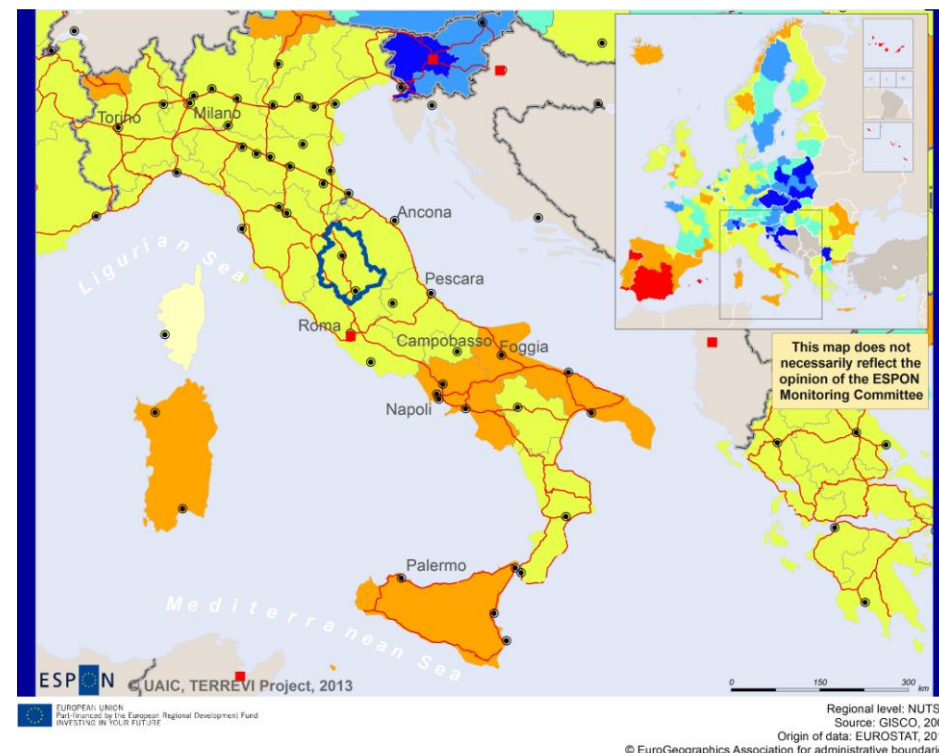 Torino
Milano
Ancona
Ligurian Sea
Pescara
Roma
Campobasso
Foggia
Napoli
Palermo
Mediterranean Sea
This map does not
necessarily reflect the
opinion of the ESPON
Monitoring Committee
ESPON
© UAIC, TERREVI Project, 2013
0 150 300
km
EUROPEAN UNION
Part-financed by the European Regional Development Fund
INVESTING IN YOUR FUTURE
Regional level: NUTS
Source: GISCO, 200
Origin of data: EUROSTAT, 201
© EuroGeographics Association for administrative boundarie